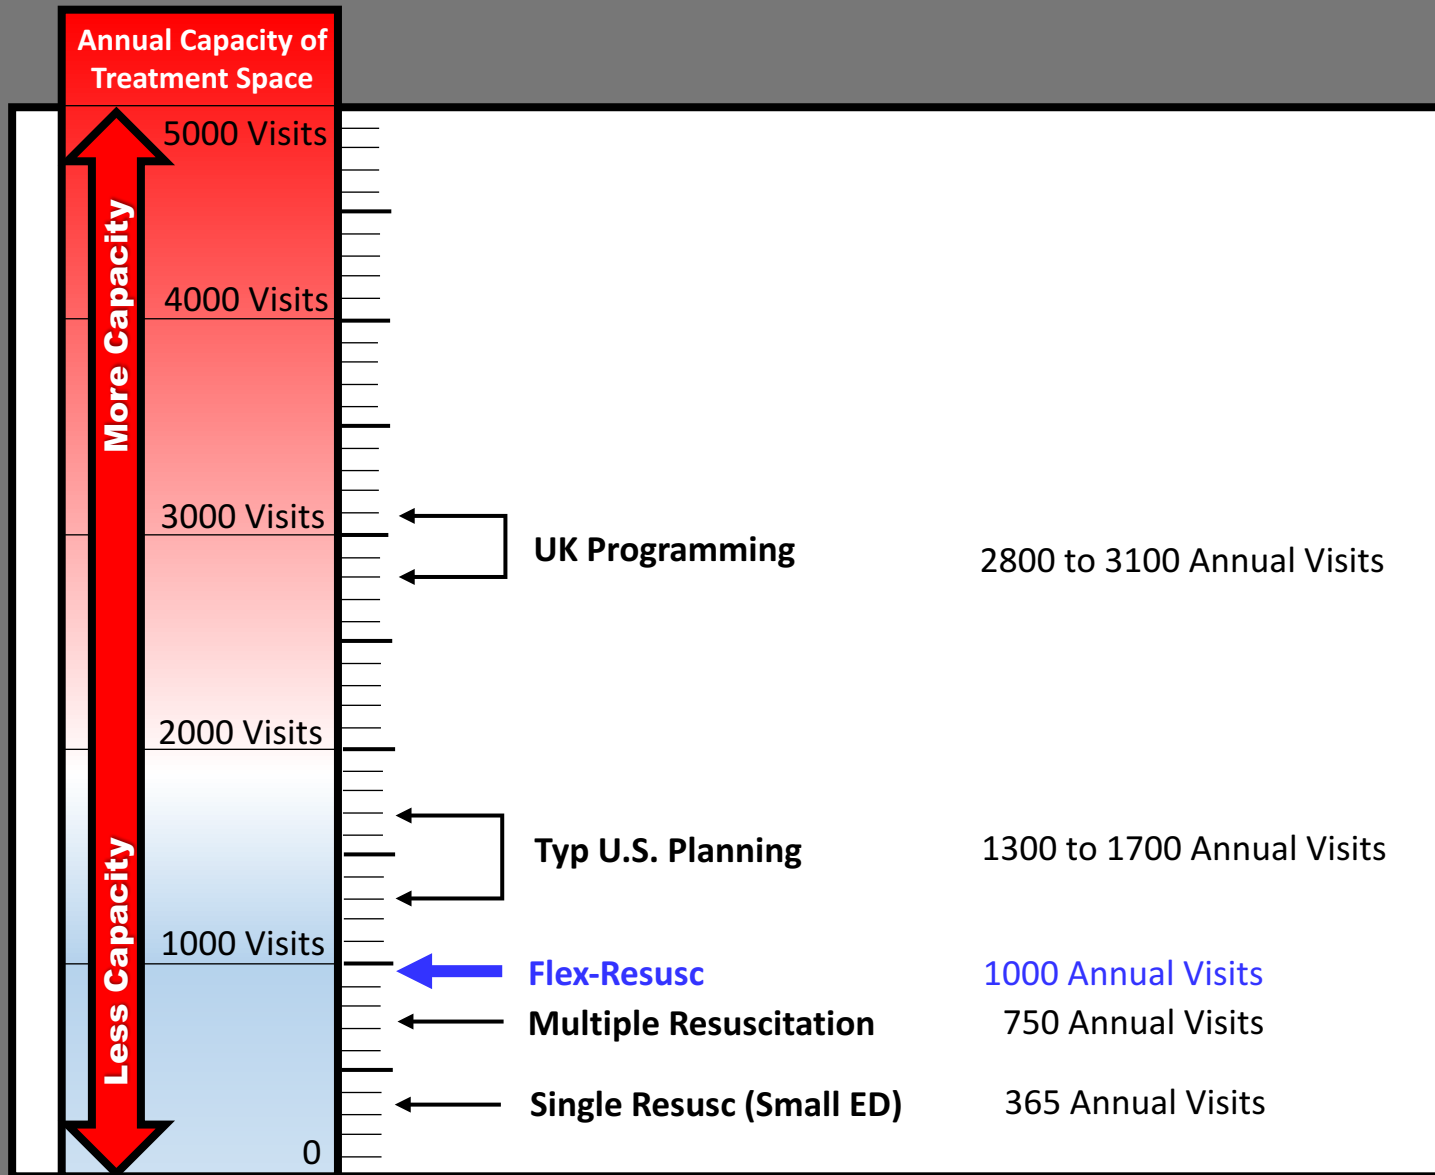 Annual Capacity of
Treatment Space
5000 Visits
More Capacity
4000 Visits
3000 Visits
UK Programming
2800 to 3100 Annual Visits
2000 Visits
Typ U.S. Planning
1300 to 1700 Annual Visits
Less Capacity
1000 Visits
Flex-Resusc
1000 Annual Visits
Multiple Resuscitation
750 Annual Visits
Single Resusc (Small ED)
365 Annual Visits
0